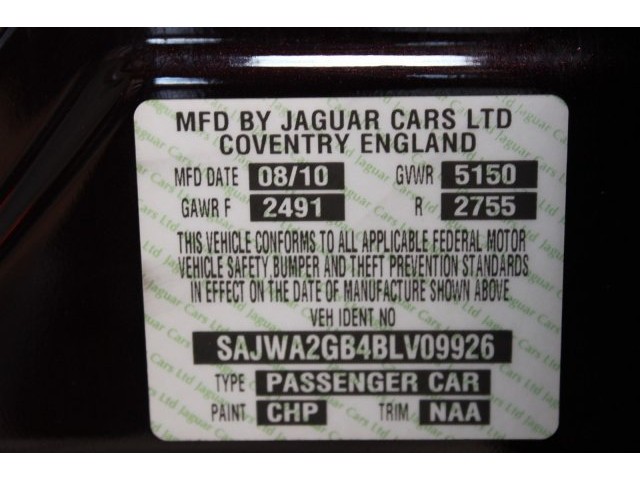 MFD BY JAGUAR CARS LTD
COVENTRY ENGLAND
MFD DATE 08/10 GVWR 5150
GAWR F 2491 R 2755
THIS VEHICLE CONFORMS TO ALL APPLICABLE FEDERAL MOTOR
VEHICLE SAFETY,BUMPER AND THEFT PREVENTION STANDARDS
IN EFFECT ON THE DATE OF MANUFACTURE SHOWN ABOVE
VEH IDENT NO
SAJWA2GB4BLV09926
TYPE PASSENGER CAR
PAINT CHP TRIM NAA